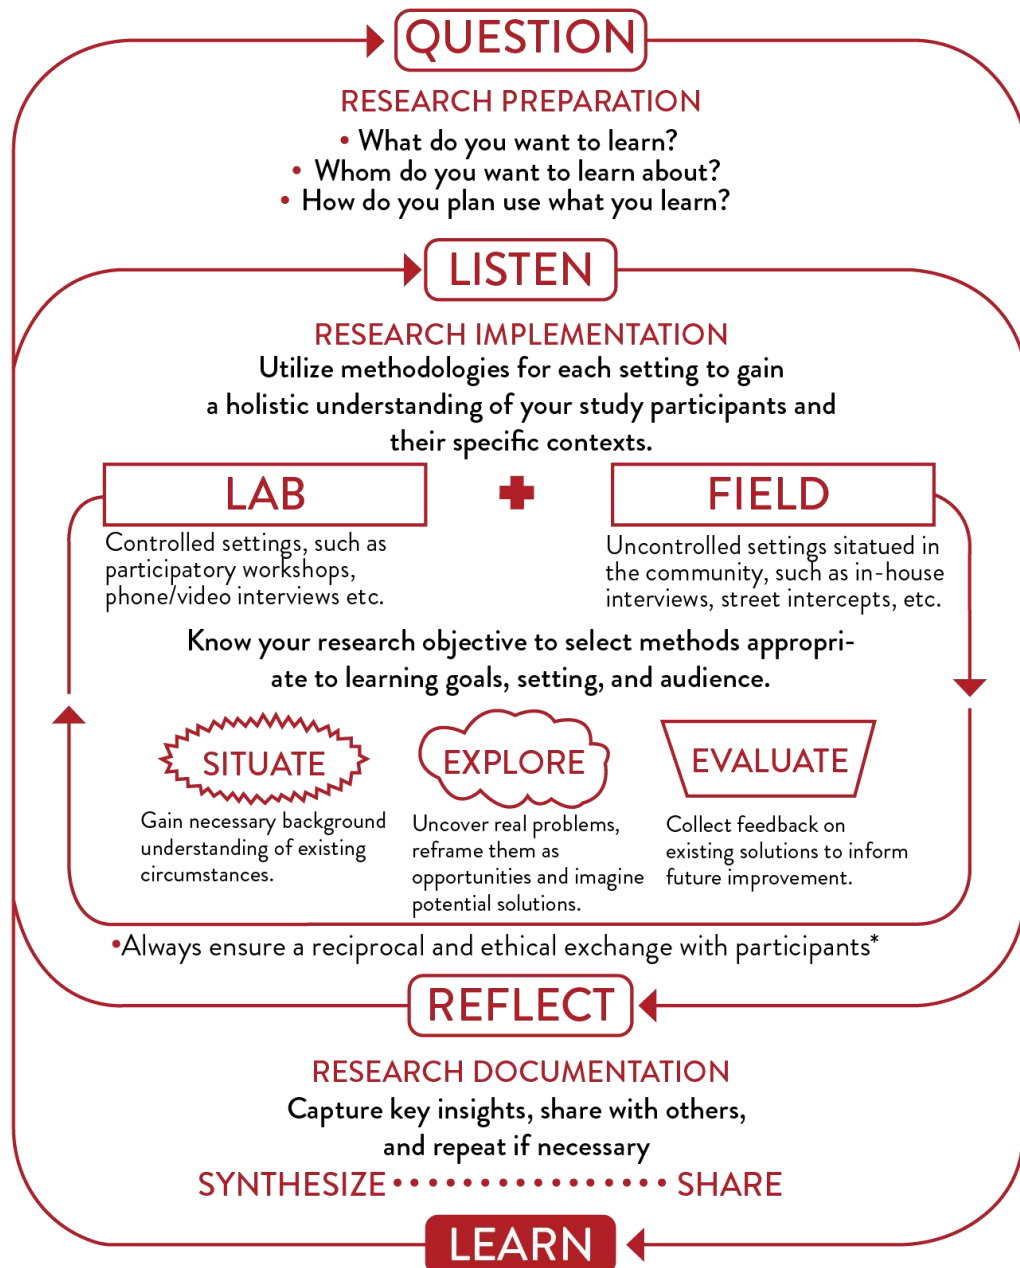 QUESTION
RESEARCH PREPARATION
• What do you want to learn?
• Whom do you want to learn about?
• How do you plan use what you learn?
LISTEN
RESEARCH IMPLEMENTATION
Utilize methodologies for each setting to gain
a holistic understanding of your study participants and
their specific contexts.
LAB
Controlled settings, such as
participatory workshops,
phone/video interviews etc.
FIELD
Uncontrolled settings sitatued in
the community, such as in-house
interviews, street intercepts, etc.
Know your research objective to select methods appropri-
ate to learning goals, setting, and audience.
SITUATE
Gain necessary background
understanding of existing
circumstances.
EXPLORE
Uncover real problems,
reframe them as
opportunities and imagine
potential solutions.
EVALUATE
Collect feedback on
existing solutions to inform
future improvement.
•Always ensure a reciprocal and ethical exchange with participants*
REFLECT
RESEARCH DOCUMENTATION
Capture key insights, share with others,
and repeat if necessary
SYNTHESIZE • • • • • • • • • • • • • • • • SHARE
LEARN